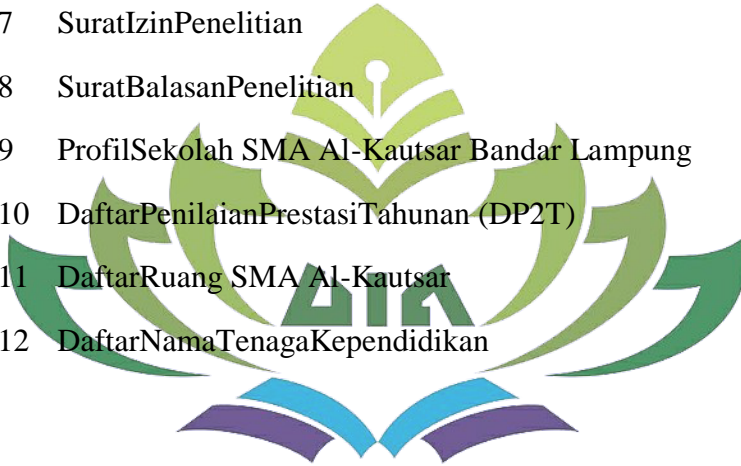 7 SuratIzinPenelitian
8 SuratBalasanPenelitian
9 ProfilSekolah SMA Al-Kautsar Bandar Lampung
10 DaftarPenilaianPrestasiTahunan (DP2T)
11 DaftarRuang SMA Al-Kautsar
12 DaftarNamaTenagaKependidikan